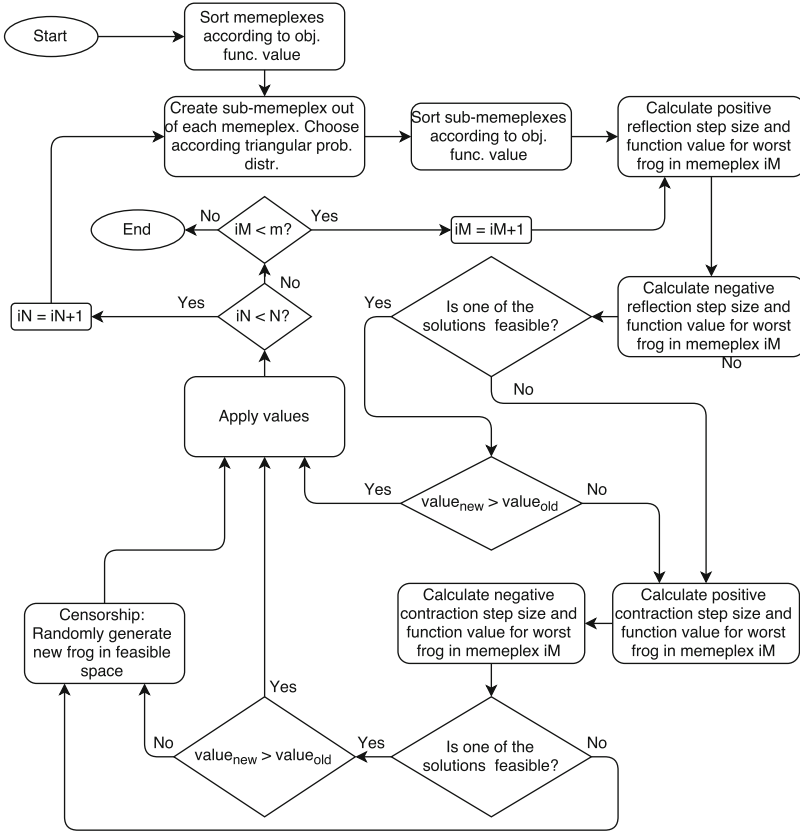 Start
Sort memeplexes
according to obj.
func. value
Create sub-memeplex out
of each memeplex. Choose
according triangular prob.
distr.
Sort sub-memeplexes
according to obj.
func. value
Calculate positive
reflection step size and
function value for worst
frog in memeplex iM
End
No
iM < m?
Yes
iM = iM+1
No
iN = iN+1
Yes
iN < N?
Yes
Is one of the
solutions feasible?
Calculate negative
reflection step size and
function value for worst
frog in memeplex iM
No
No
Apply values
Yes
valuenew > valueold
No
Calculate negative
contraction step size and
function value for worst
frog in memeplex iM
Calculate positive
contraction step size and
function value for worst
frog in memeplex iM
Censorship:
Randomly generate
new frog in feasible
space
Yes
No
valuenew > valueold
Yes
Is one of the
solutions feasible?
No